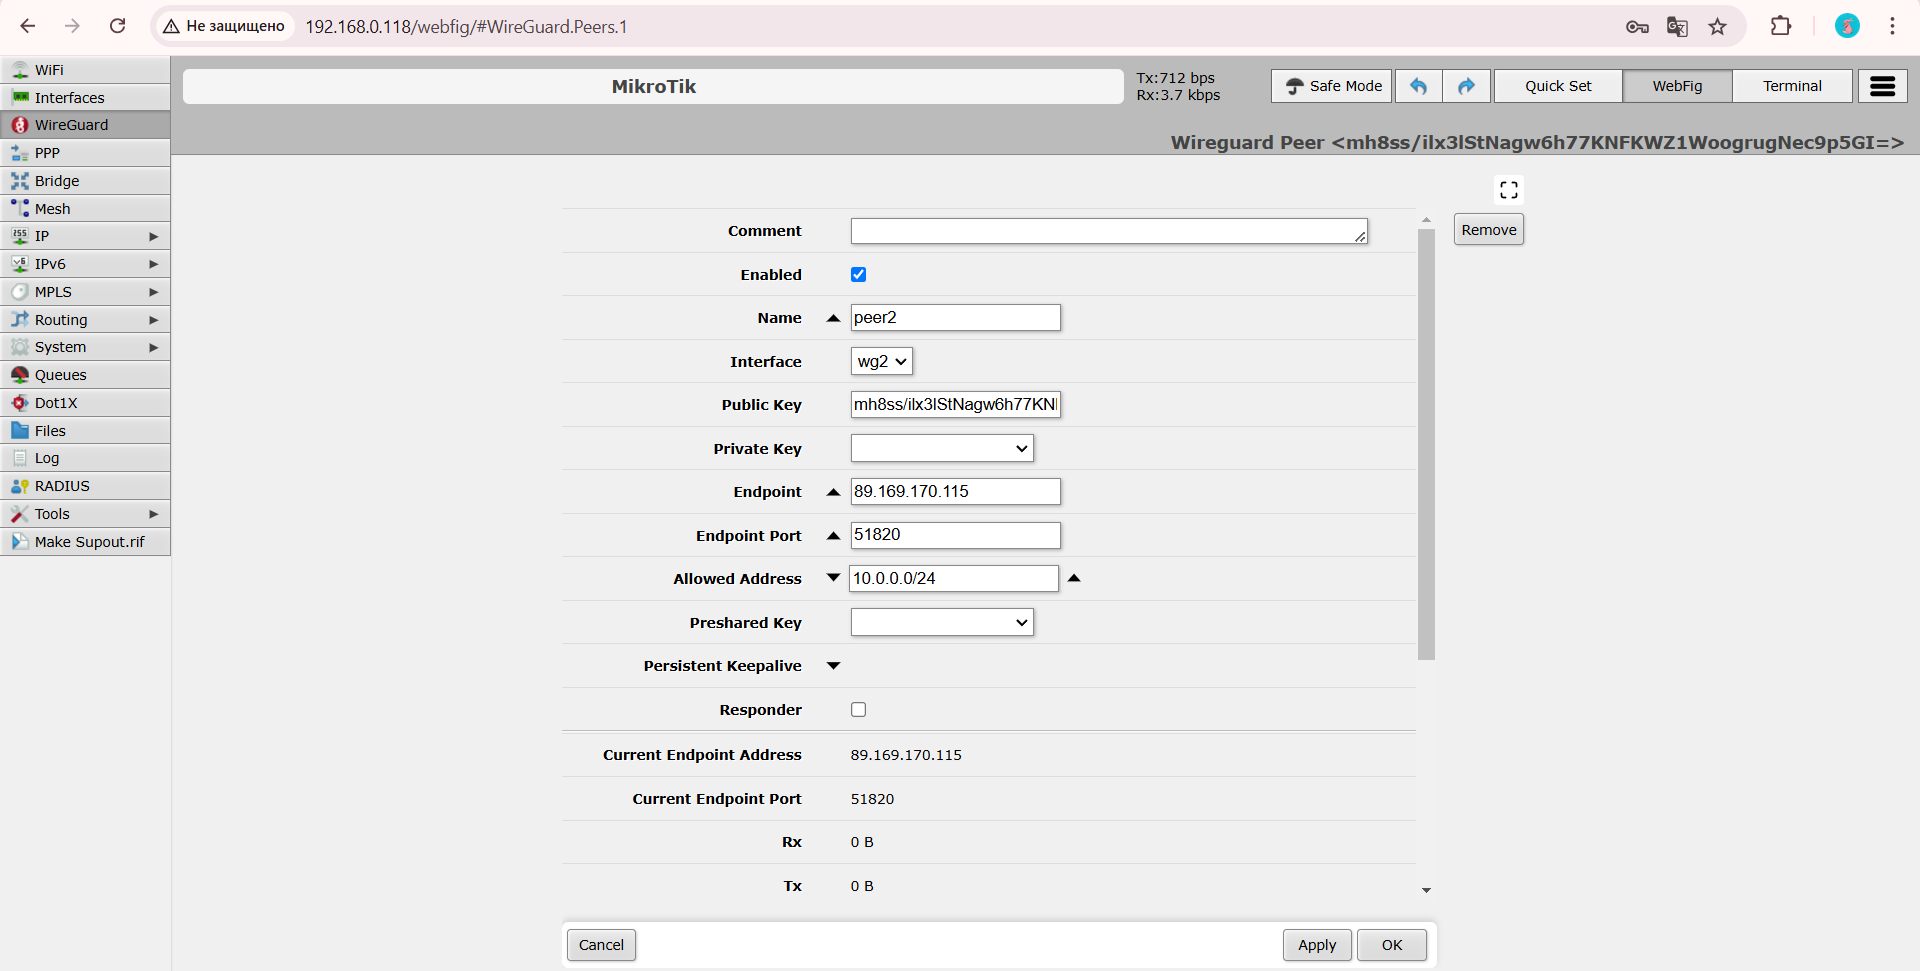 Не защищено
192.168.0.118/webfig/#WireGuard.Peers.1
WiFi
Interfaces
WireGuard
PPP
Bridge
Mesh
IP
IPv6
MPLS
Routing
System
Queues
Dot1X
Files
Log
RADIUS
Tools
Make Supout.rif
MikroTik
Tx:712 bps
Rx:3.7 kbps
Safe Mode
Quick Set
WebFig
Terminal
Wireguard Peer <mh8ss/ilx3lStNagw6h77KNFKWZ1WoogrugNec9p5GI=>
Remove
Comment
Enabled
Name peer2
Interface wg2
Public Key mh8ss/ilx3lStNagw6h77KN
Private Key
Endpoint 89.169.170.115
Endpoint Port 51820
Allowed Address 10.0.0.0/24
Preshared Key
Persistent Keepalive
Responder
Current Endpoint Address 89.169.170.115
Current Endpoint Port 51820
Rx 0 B
Tx 0 B
Cancel
Apply
OK